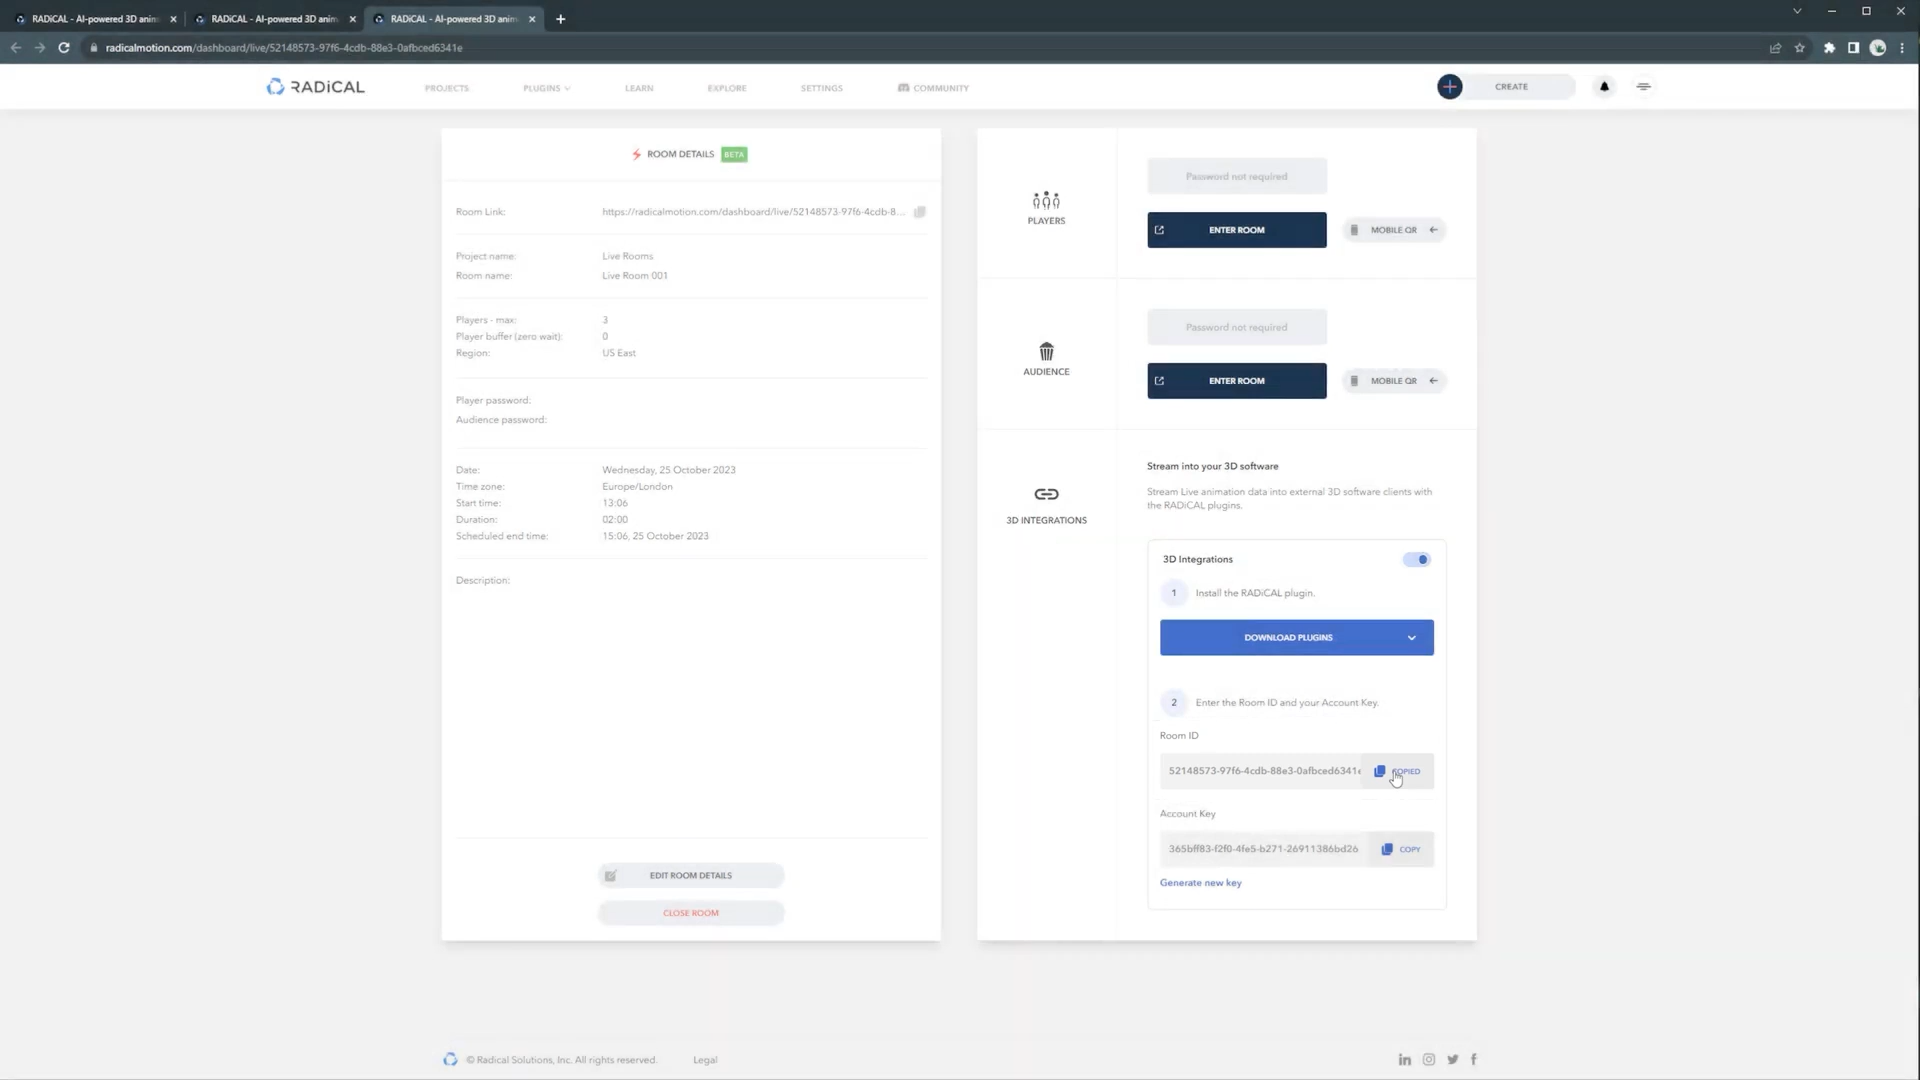 RADiCAL - AI-powered 3D anim
RADiCAL - AI-powered 3D anim
RADiCAL - AI-powered 3D anim
radicalmotion.com/dashboard/live/52148573-97f6-4cdb-88e3-0afbced6341e
RADiCAL
PROJECTS
PLUGINS
LEARN
EXPLORE
SETTINGS
COMMUNITY
CREATE
ROOM DETAILS BETA
Room Link: https://radicalmotion.com/dashboard/live/52148573-97f6-4cdb-8...
Project name: Live Rooms
Room name: Live Room 001
Players - max: 3
Player buffer (zero wait): 0
Region: US East
Player password:
Audience password:
Date: Wednesday, 25 October 2023
Time zone: Europe/London
Start time: 13:06
Duration: 02:00
Scheduled end time: 15:06, 25 October 2023
Description:
EDIT ROOM DETAILS
CLOSE ROOM
PLAYERS
Password not required
ENTER ROOM
MOBILE QR
AUDIENCE
Password not required
ENTER ROOM
MOBILE QR
3D INTEGRATIONS
Stream into your 3D software
Stream Live animation data into external 3D software clients with
the RADiCAL plugins.
3D Integrations
1 Install the RADiCAL plugin.
DOWNLOAD PLUGINS
2 Enter the Room ID and your Account Key.
Room ID
52148573-97f6-4cdb-88e3-0afbced6341e COPIED
Account Key
365bff83-f2f0-4fe5-b271-26911386bd26 COPY
Generate new key
© Radical Solutions, Inc. All rights reserved.
Legal